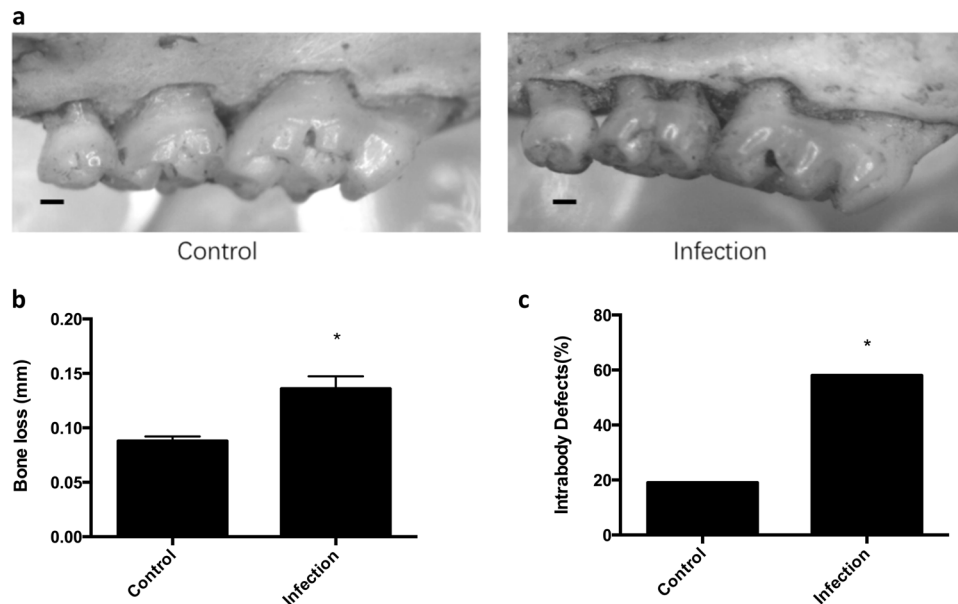 a
Control
Infection
b
Bone loss (mm)
0.20
0.15
0.10
0.05
0.00
*
Control
Infection
c
Intrabody Defects(%)
80
60
40
20
0
*
Control
Infection